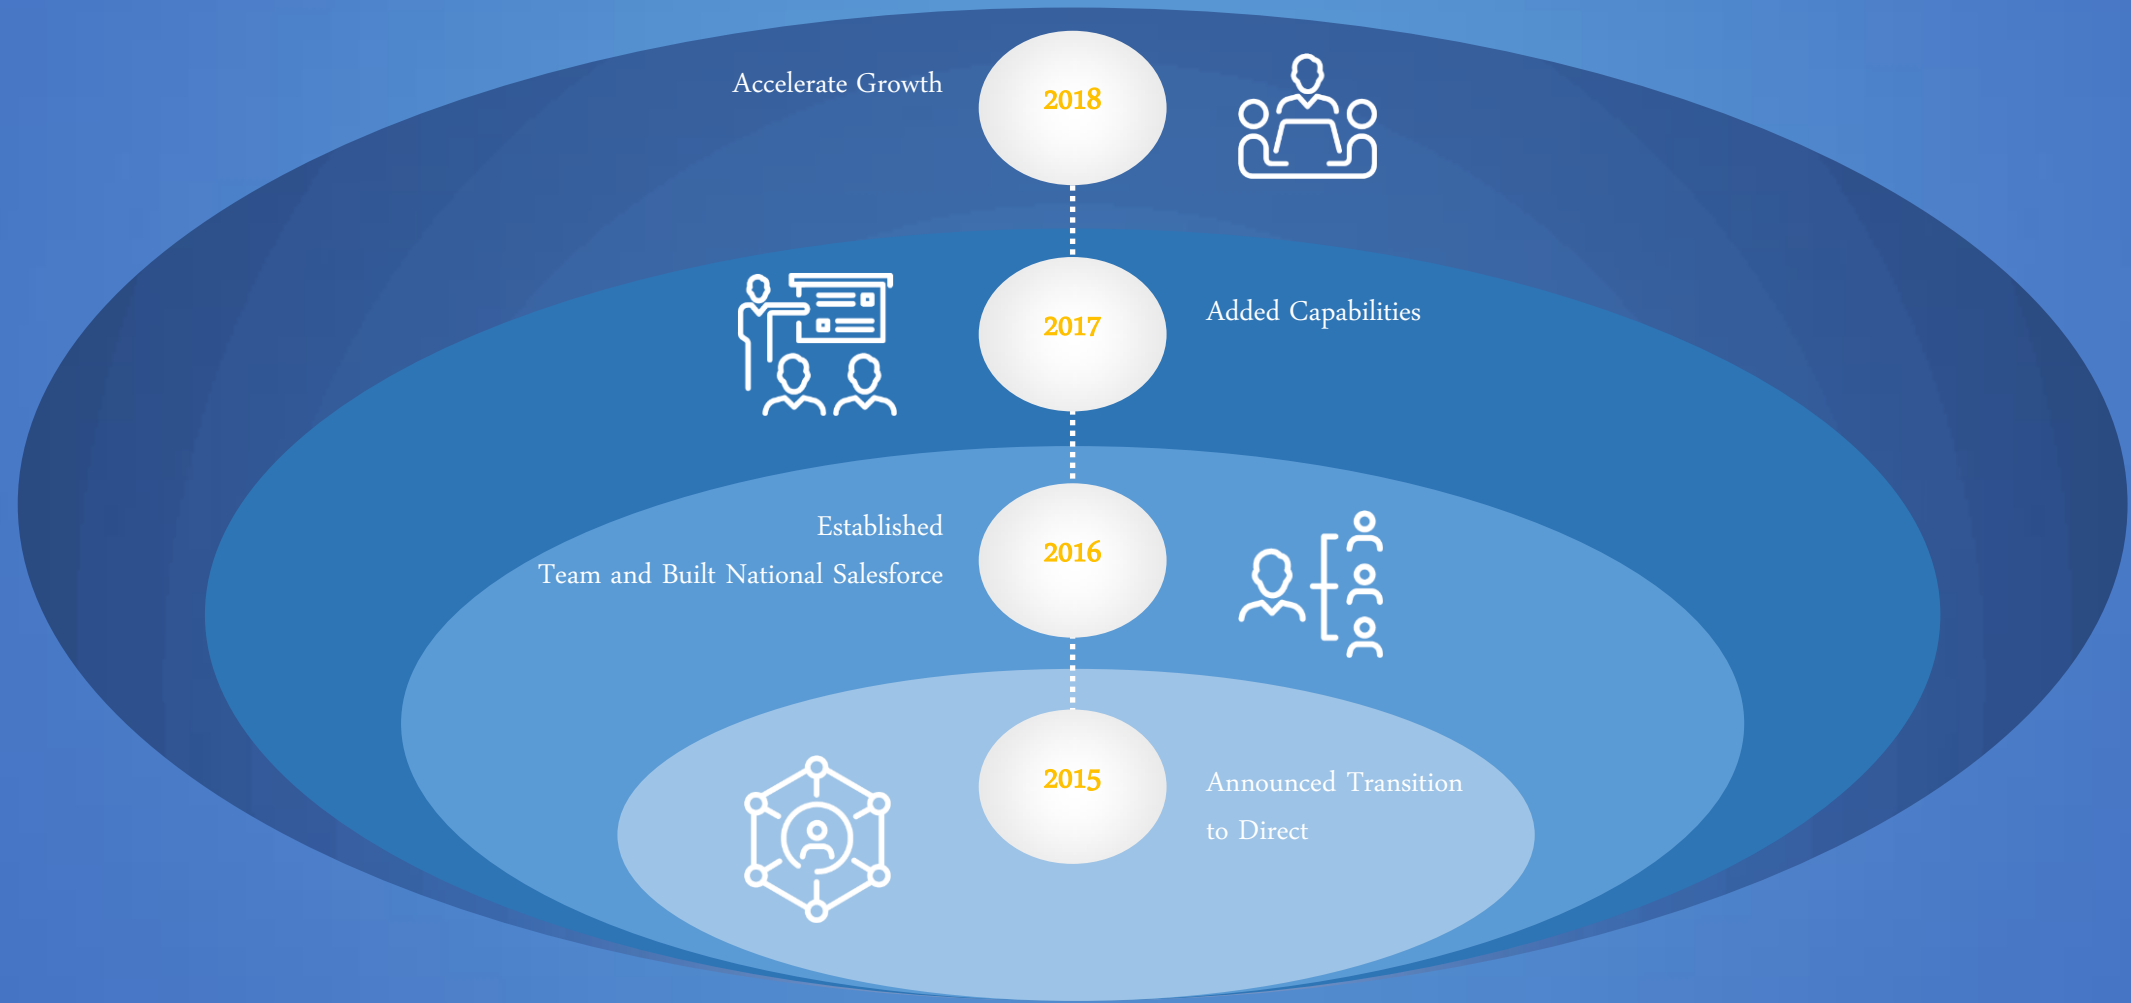 Accelerate Growth
2018
2017
Added Capabilities
Established
Team and Built National Salesforce
2016
2015
Announced Transition
to Direct